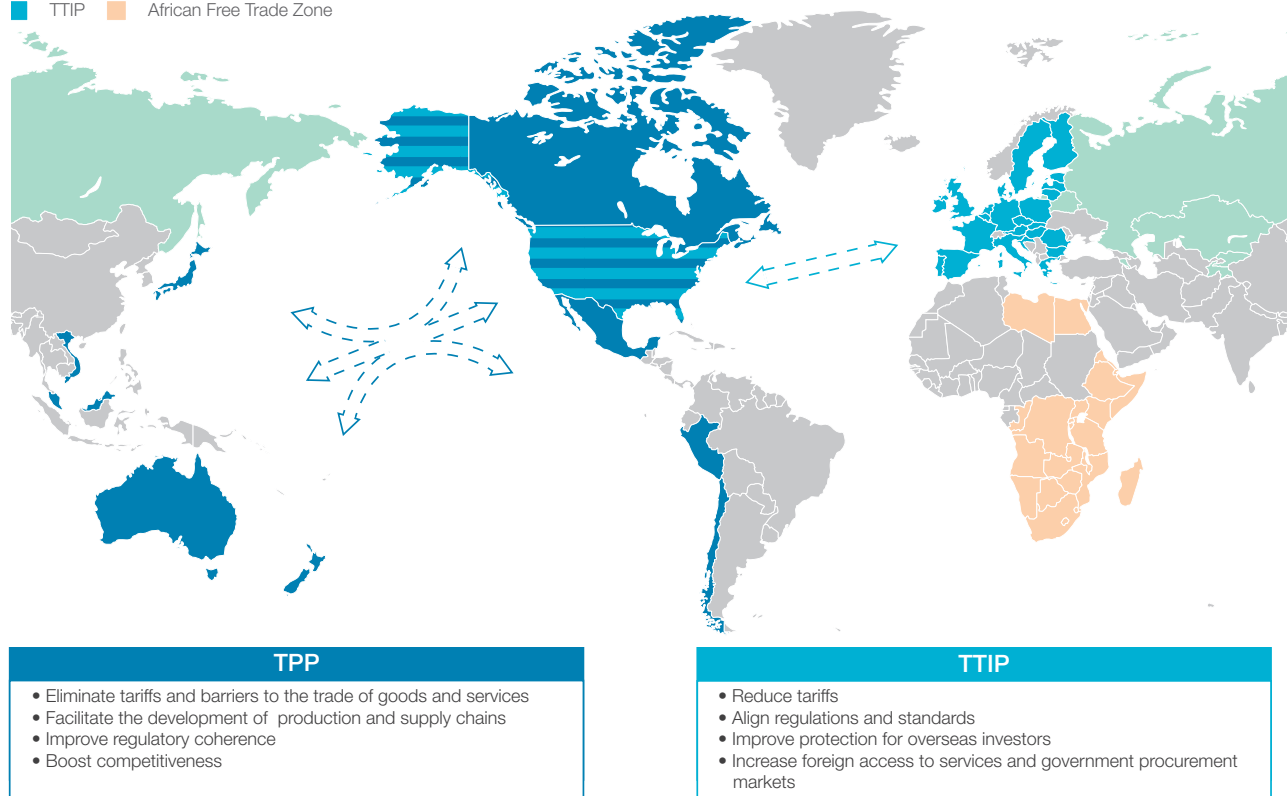 TTIP African Free Trade Zone
TPP
• Eliminate tariffs and barriers to the trade of goods and services
• Facilitate the development of production and supply chains
• Improve regulatory coherence
• Boost competitiveness
TTIP
• Reduce tariffs
• Align regulations and standards
• Improve protection for overseas investors
• Increase foreign access to services and government procurement
markets